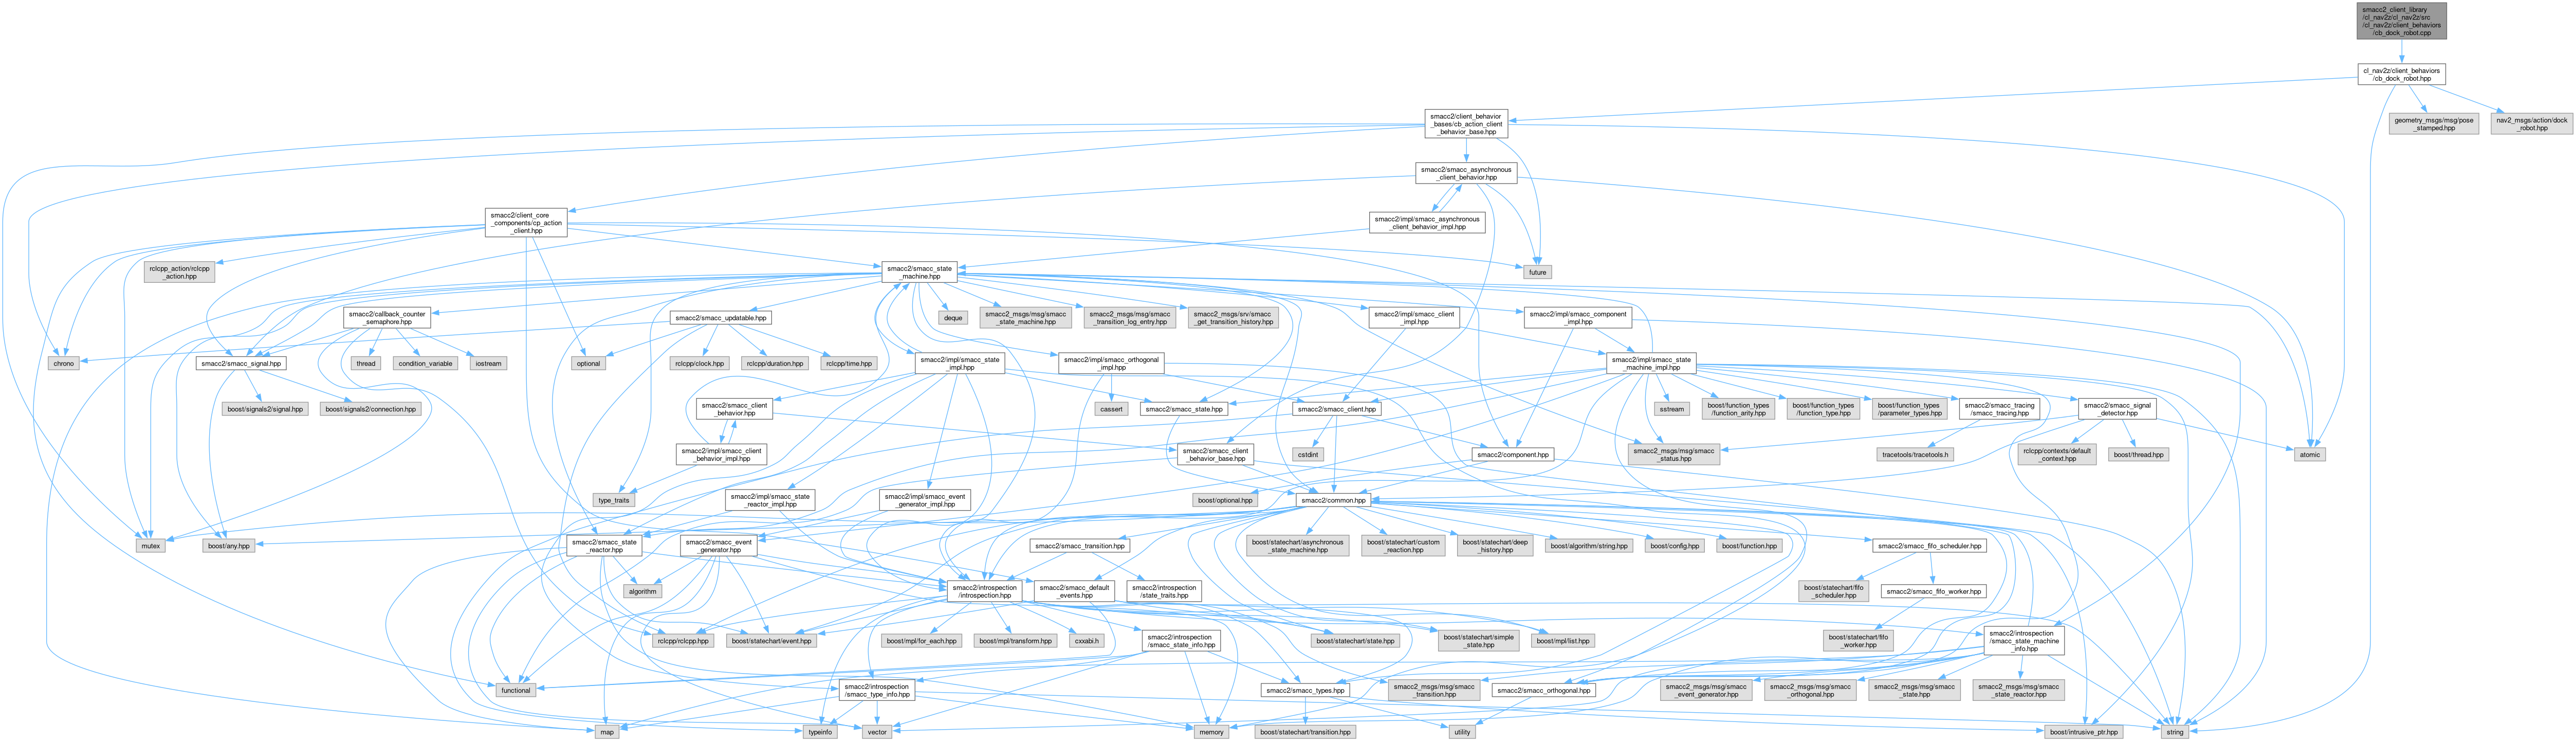 smacc2_client_library
/cl_nav2z/cl_nav2z/src
/cl_nav2z/client_behaviors
/cb_dock_robot.cpp
cl_nav2z/client_behaviors
/cb_dock_robot.hpp
smacc2/client_behavior
_bases/cb_action_client
_behavior_base.hpp
geometry_msgs/msg/pose
_stamped.hpp
nav2_msgs/action/dock
_robot.hpp
smacc2/smacc_asynchronous
_client_behavior.hpp
smacc2/client_core
_components/cp_action
_client.hpp
smacc2/impl/smacc_asynchronous
_client_behavior_impl.hpp
rclcpp_action/rclcpp
_action.hpp
smacc2/smacc_state
_machine.hpp
future
smacc2/callback_counter
_semaphore.hpp
smacc2/smacc_updatable.hpp
deque
smacc2_msgs/msg/smacc
_state_machine.hpp
smacc2_msgs/msg/smacc
_transition_log_entry.hpp
smacc2_msgs/srv/smacc
_get_transition_history.hpp
smacc2/impl/smacc_client
_impl.hpp
smacc2/impl/smacc_component
_impl.hpp
chrono
smacc2/smacc_signal.hpp
thread
condition_variable
iostream
optional
rclcpp/clock.hpp
rclcpp/duration.hpp
rclcpp/time.hpp
smacc2/impl/smacc_state
_impl.hpp
smacc2/impl/smacc_orthogonal
_impl.hpp
smacc2/impl/smacc_state
_machine_impl.hpp
boost/signals2/signal.hpp
boost/signals2/connection.hpp
smacc2/smacc_client
_behavior.hpp
cassert
smacc2/smacc_state.hpp
smacc2/smacc_client.hpp
sstream
boost/function_types
/function_arity.hpp
boost/function_types
/function_type.hpp
boost/function_types
/parameter_types.hpp
smacc2/smacc_tracing
/smacc_tracing.hpp
smacc2/smacc_signal
_detector.hpp
smacc2/impl/smacc_client
_behavior_impl.hpp
smacc2/smacc_client
_behavior_base.hpp
cstdint
smacc2/component.hpp
smacc2_msgs/msg/smacc
_status.hpp
tracetools/tracetools.h
rclcpp/contexts/default
_context.hpp
boost/thread.hpp
atomic
type_traits
smacc2/impl/smacc_state
_reactor_impl.hpp
smacc2/impl/smacc_event
_generator_impl.hpp
boost/optional.hpp
smacc2/common.hpp
mutex
boost/any.hpp
smacc2/smacc_state
_reactor.hpp
smacc2/smacc_event
_generator.hpp
smacc2/smacc_transition.hpp
boost/statechart/asynchronous
_state_machine.hpp
boost/statechart/custom
_reaction.hpp
boost/statechart/deep
_history.hpp
boost/algorithm/string.hpp
boost/config.hpp
boost/function.hpp
smacc2/smacc_fifo_scheduler.hpp
algorithm
smacc2/introspection
/introspection.hpp
smacc2/smacc_default
_events.hpp
smacc2/introspection
/state_traits.hpp
boost/statechart/fifo
_scheduler.hpp
smacc2/smacc_fifo_worker.hpp
rclcpp/rclcpp.hpp
boost/statechart/event.hpp
boost/mpl/for_each.hpp
boost/mpl/transform.hpp
cxxabi.h
smacc2/introspection
/smacc_state_info.hpp
boost/statechart/state.hpp
boost/statechart/simple
_state.hpp
boost/mpl/list.hpp
boost/statechart/fifo
_worker.hpp
smacc2/introspection
/smacc_state_machine
_info.hpp
functional
smacc2/introspection
/smacc_type_info.hpp
smacc2/smacc_types.hpp
smacc2_msgs/msg/smacc
_transition.hpp
smacc2/smacc_orthogonal.hpp
smacc2_msgs/msg/smacc
_event_generator.hpp
smacc2_msgs/msg/smacc
_orthogonal.hpp
smacc2_msgs/msg/smacc
_state.hpp
smacc2_msgs/msg/smacc
_state_reactor.hpp
map
typeinfo
vector
memory
boost/statechart/transition.hpp
utility
boost/intrusive_ptr.hpp
string